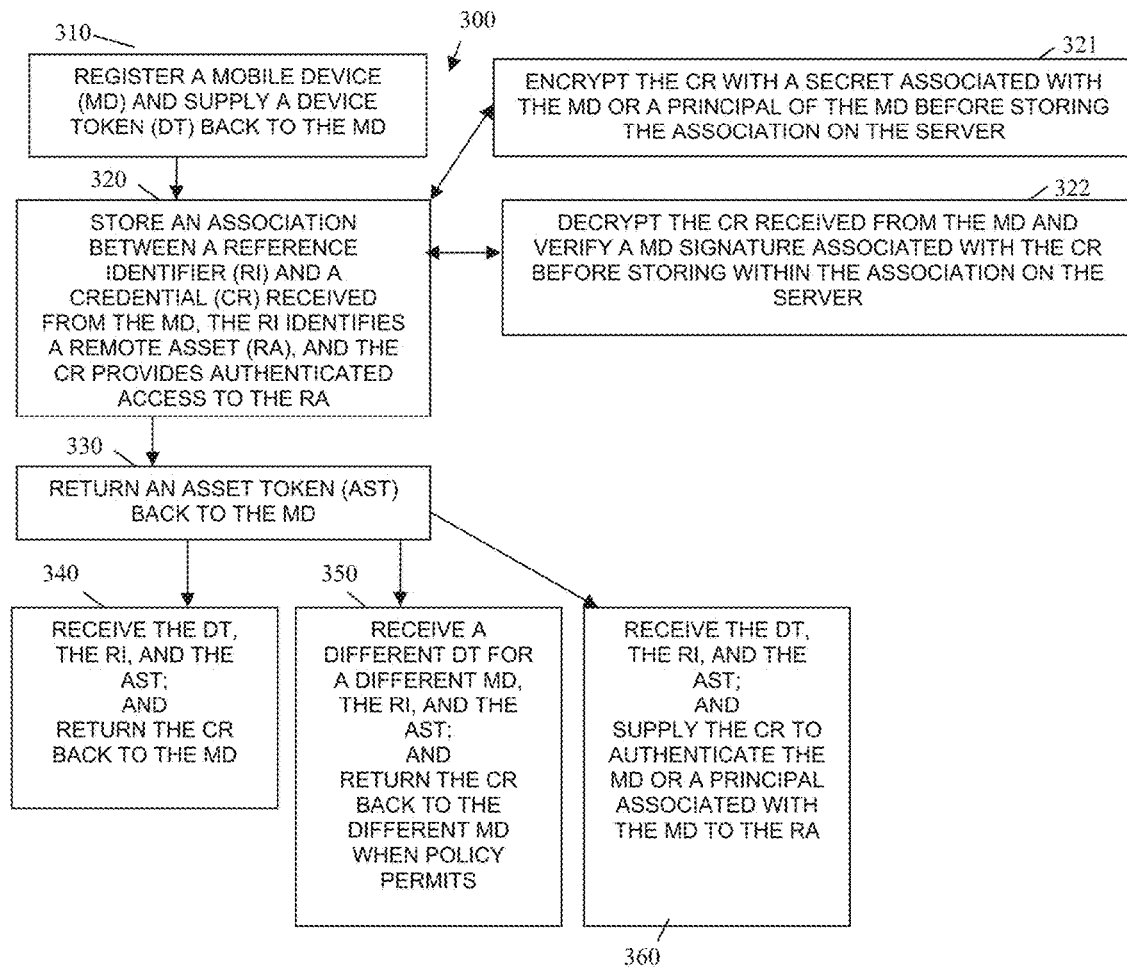 310
300
REGISTER A MOBILE DEVICE
(MD) AND SUPPLY A DEVICE
TOKEN (DT) BACK TO THE MD
321
ENCRYPT THE CR WITH A SECRET ASSOCIATED WITH
THE MD OR A PRINCIPAL OF THE MD BEFORE STORING
THE ASSOCIATION ON THE SERVER
320
STORE AN ASSOCIATION
BETWEEN A REFERENCE
IDENTIFIER (RI) AND A
CREDENTIAL (CR) RECEIVED
FROM THE MD, THE RI IDENTIFIES
A REMOTE ASSET (RA), AND THE
CR PROVIDES AUTHENTICATED
ACCESS TO THE RA
322
DECRYPT THE CR RECEIVED FROM THE MD AND
VERIFY A MD SIGNATURE ASSOCIATED WITH THE CR
BEFORE STORING WITHIN THE ASSOCIATION ON THE
SERVER
330
RETURN AN ASSET TOKEN (AST)
BACK TO THE MD
340
RECEIVE THE DT,
THE RI, AND THE
AST;
AND
RETURN THE CR
BACK TO THE MD
350
RECEIVE A
DIFFERENT DT FOR
A DIFFERENT MD,
THE RI, AND THE
AST;
AND
RETURN THE CR
BACK TO THE
DIFFERENT MD
WHEN POLICY
PERMITS
RECEIVE THE DT,
THE RI, AND THE
AST;
AND
SUPPLY THE CR TO
AUTHENTICATE THE
MD OR A PRINCIPAL
ASSOCIATED WITH
THE MD TO THE RA
360